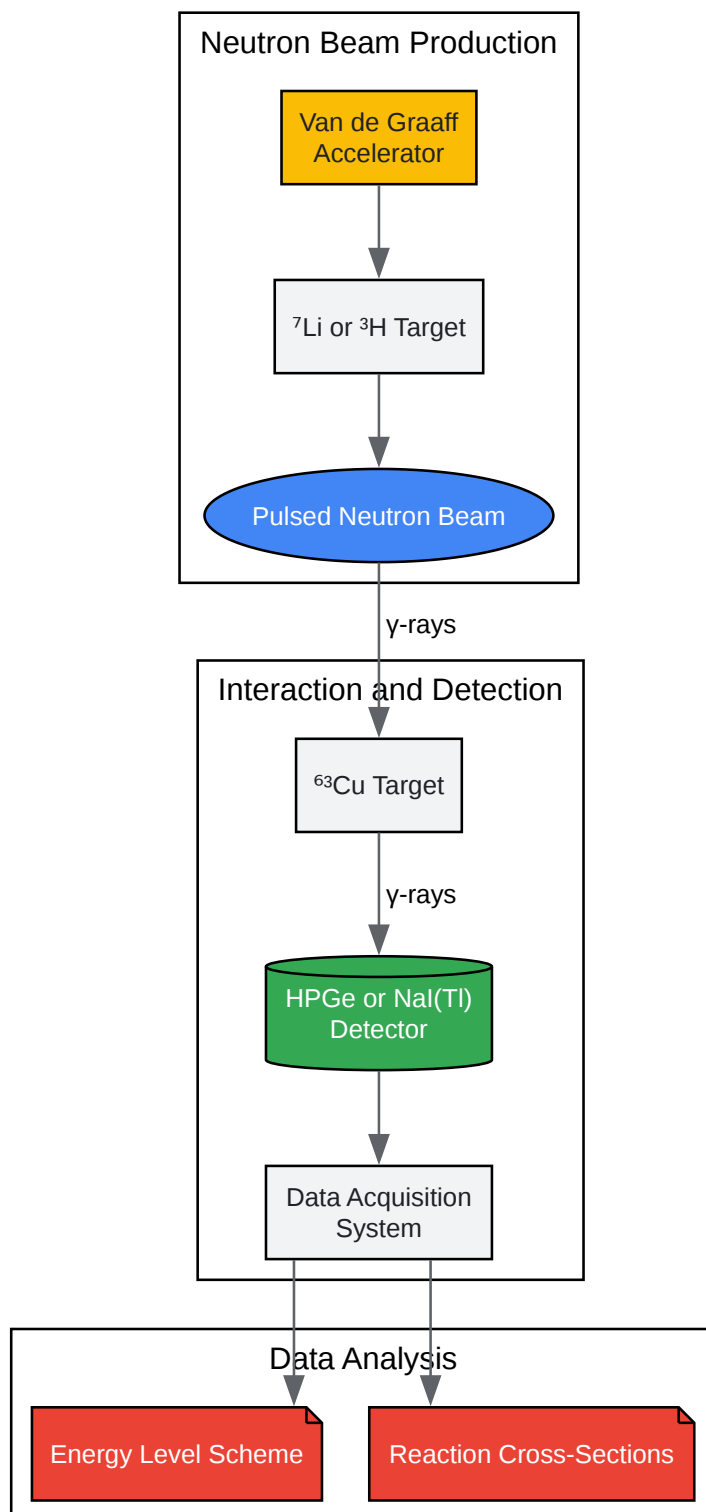 Neutron Beam Production
Van de Graaff
Accelerator
⁷Li or ³H Target
Pulsed Neutron Beam
γ-rays
Interaction and Detection
⁶³Cu Target
γ-rays
HPGe or NaI(Tl)
Detector
Data Acquisition
System
Data Analysis
Energy Level Scheme
Reaction Cross-Sections